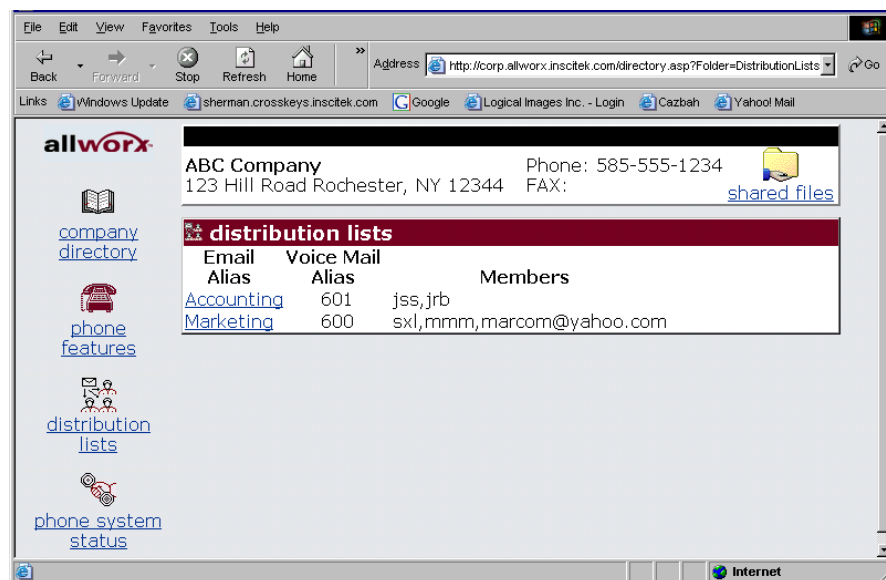 File Edit View Favorites Tools Help
Back Forward Stop Refresh Home » Address http://corp.allworx.inscitek.com/directory.asp?Folder=DistributionLists Go
Links Windows Update sherman.crosskeys.inscitek.com Google Logical Images Inc. - Login Cazbah Yahoo! Mail
allworx
ABC Company Phone: 585-555-1234
123 Hill Road Rochester, NY 12344 FAX:
shared files
company
directory
phone
features
distribution
lists
phone system
status
distribution lists
Email Voice Mail
Alias Alias Members
Accounting 601 jss,jrb
Marketing 600 sxl,mmm,marcom@yahoo.com
Internet